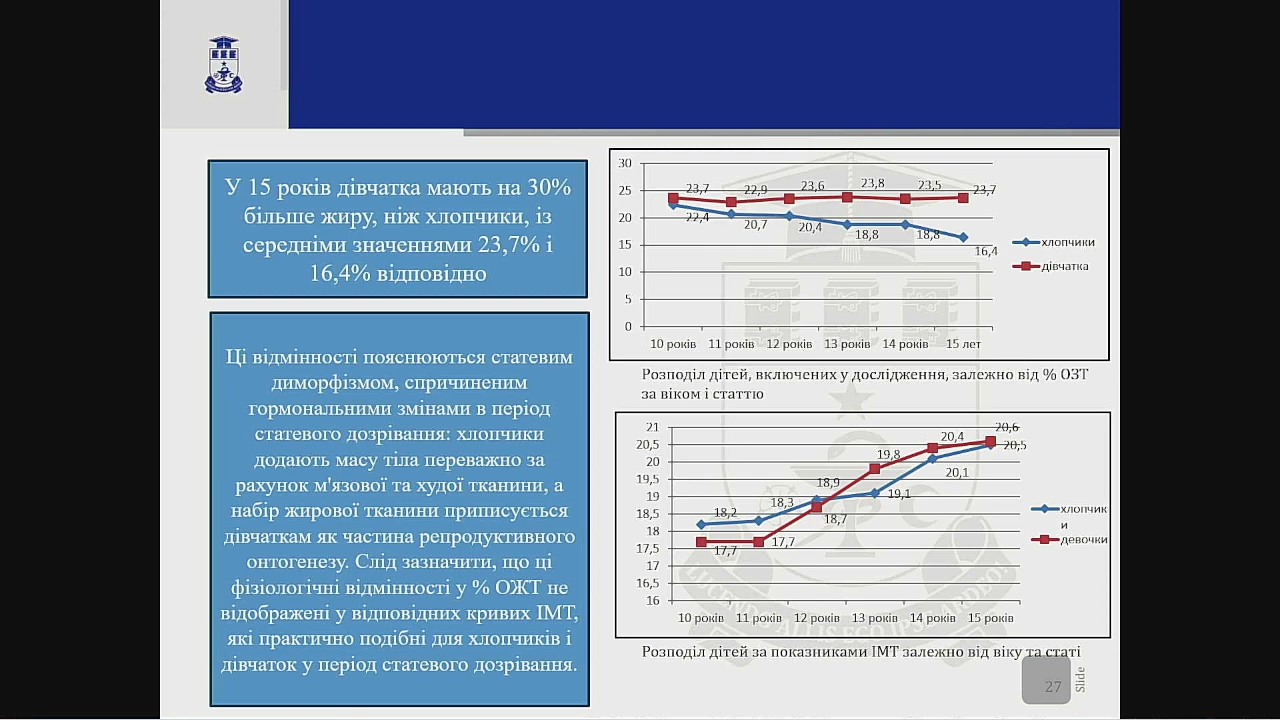 У 15 років дівчатка мають на 30%
більше жиру, ніж хлопчики, із
середніми значеннями 23,7% і
16,4% відповідно
Ці відмінності пояснюються статевим
диморфізмом, спричиненим
гормональними змінами в період
статевого дозрівання: хлопчики
додають масу тіла переважно за
рахунок м'язової та худої тканини, а
набір жирової тканини приписується
дівчаткам як частина репродуктивного
онтогенезу. Слід зазначити, що ці
фізіологічні відмінності у % ОЖТ не
відображені у відповідних кривих ІМТ,
які практично подібні для хлопчиків і
дівчаток у період статевого дозрівання.
30
25
20
15
10
5
0
23,7 22,9 23,6 23,8 23,5 23,7
22,4 20,7 20,4 18,8 18,8 16,4
10 років 11 років 12 років 13 років 14 років 15 лет
хлопчики
дівчатка
Розподіл дітей, включених у дослідження, залежно від % ОЗТ
за віком і статтю
21
20,5
20
19,5
19
18,5
18
17,5
17
16,5
16
18,2 18,3 18,9 19,1 20,1 20,5
17,7 17,7 18,7 19,8 20,4 20,6
10 років 11 років 12 років 13 років 14 років 15 років
хлопчик
и
девочки
Розподіл дітей за показниками ІМТ залежно від віку та статі
27
Slide